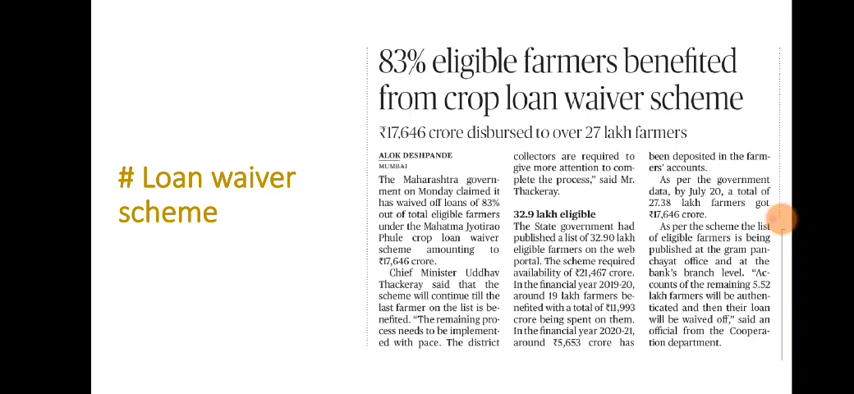 # Loan waiver
scheme
83% eligible farmers benefited
from crop loan waiver scheme
₹17,646 crore disbursed to over 27 lakh farmers
ALOK DESHPANDE
MUMBAI
The Maharashtra govern-
ment on Monday claimed it
has waived off loans of 83%
out of total eligible farmers
under the Mahatma Jyotirao
Phule crop loan waiver
scheme amounting to
₹17,646 crore.
Chief Minister Uddhav
Thackeray said that the
scheme will continue till the
last farmer on the list is be-
nefited. “The remaining pro-
cess needs to be implement-
ed with pace. The district
collectors are required to
give more attention to com-
plete the process,” said Mr.
Thackeray.
32.9 lakh eligible
The State government had
published a list of 32.90 lakh
eligible farmers on the web
portal. The scheme required
availability of ₹21,467 crore.
In the financial year 2019-20,
around 19 lakh farmers be-
nefited with a total of ₹11,993
crore being spent on them.
In the financial year 2020-21,
around ₹5,653 crore has
been deposited in the farm-
ers’ accounts.
As per the government
data, by July 20, a total of
27.38 lakh farmers got
₹17,646 crore.
As per the scheme the list
of eligible farmers is being
published at the gram pan-
chayat office and at the
bank’s branch level. “Ac-
counts of the remaining 5.52
lakh farmers will be authen-
ticated and then their loan
will be waived off,” said an
official from the Coopera-
tion department.